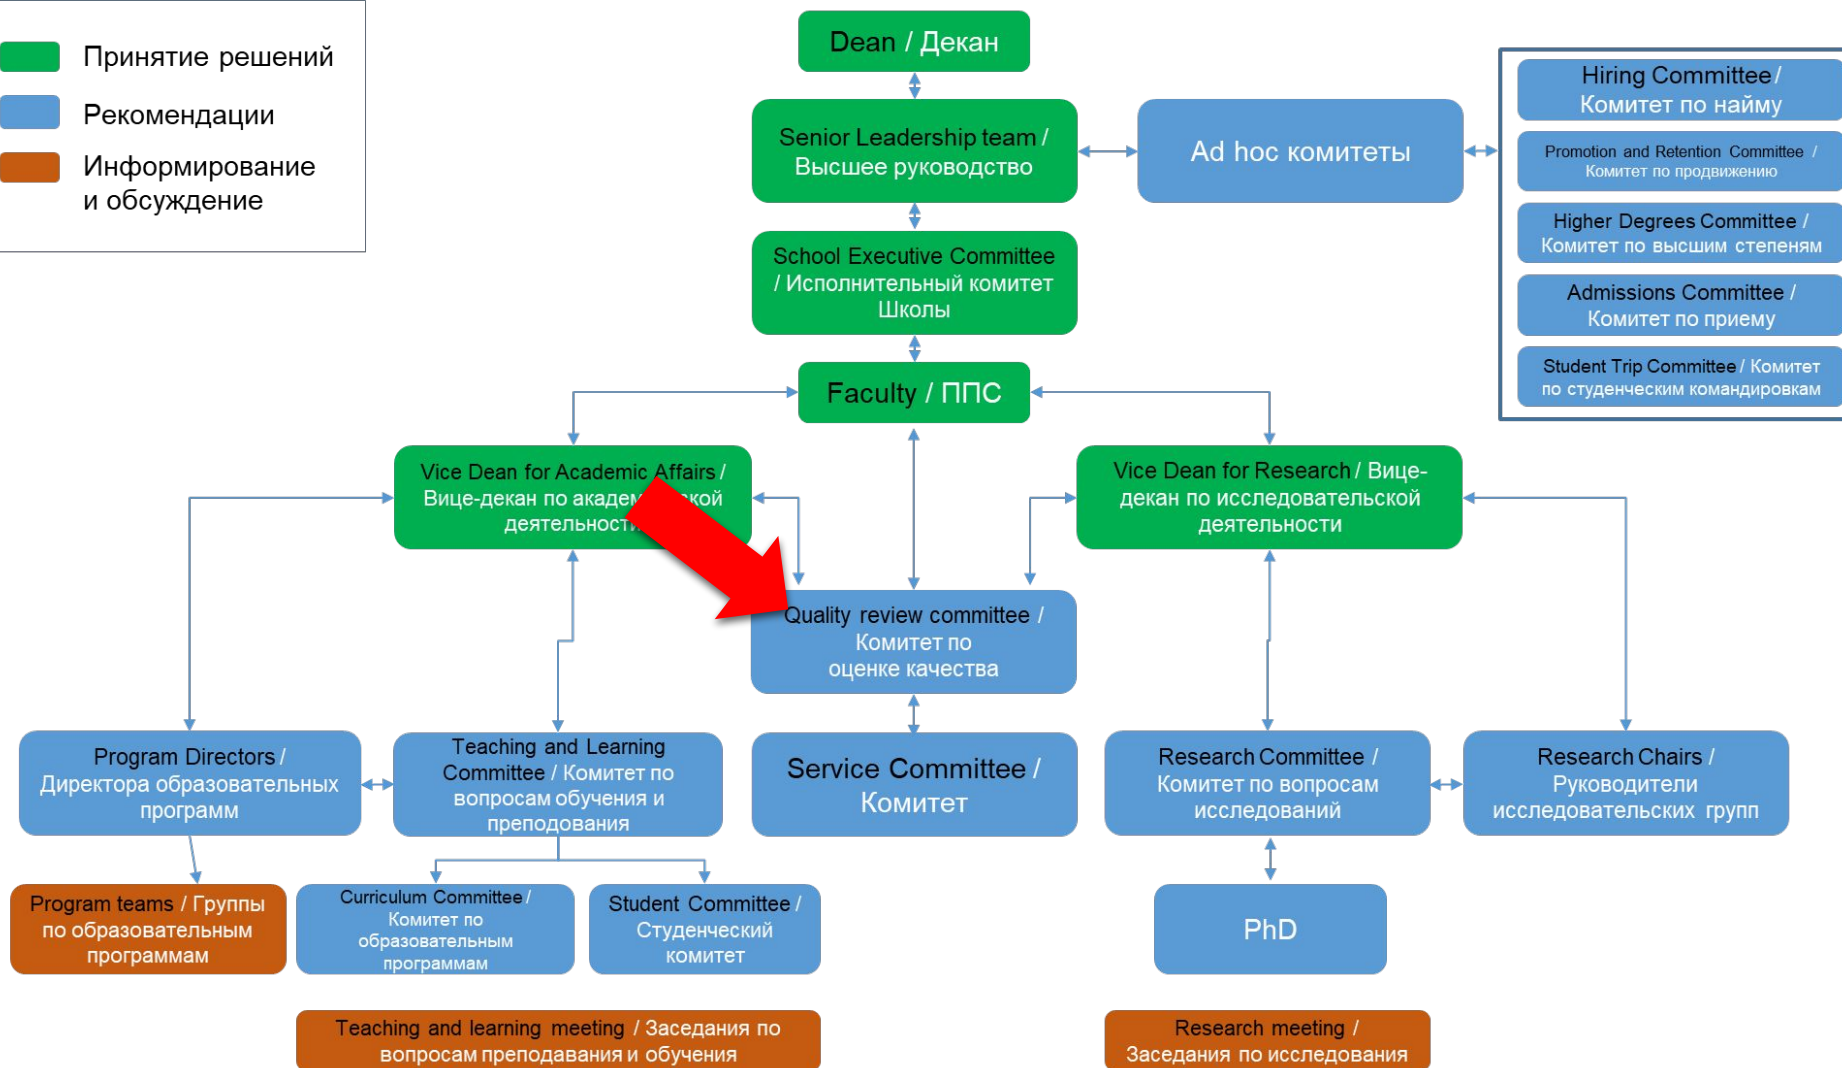 Принятие решений
Рекомендации
Информирование
и обсуждение
Dean / Декан
Senior Leadership team /
Высшее руководство
Ad hoc комитеты
Hiring Committee /
Комитет по найму
Promotion and Retention Committee /
Комитет по продвижению
Higher Degrees Committee /
Комитет по высшим степеням
Admissions Committee /
Комитет по приему
Student Trip Committee / Комитет
по студенческим командировкам
School Executive Committee
/ Исполнительный комитет
Школы
Faculty / ППС
Vice Dean for Academic Affairs /
Вице-декан по
деятельности
Vice Dean for Research / Вице-
декан по исследовательской
деятельности
Quality review committee /
Комитет по
оценке качества
Program Directors /
Директора образовательных
программ
Teaching and Learning
Committee / Комитет по
вопросам обучения и
преподования
Service Committee /
Комитет
Research Committee /
Комитет по вопросам
исследований
Research Chairs /
Руководители
исследовательских групп
Program teams / Группы
по образовательным
программам
Curriculum Committee /
Комитет по
образовательным
программам
Student Committee /
Студенческий
комитет
PhD
Teaching and learning meeting / Заседания по
вопросам преподавания и обучения
Research meeting /
Заседания по исследования